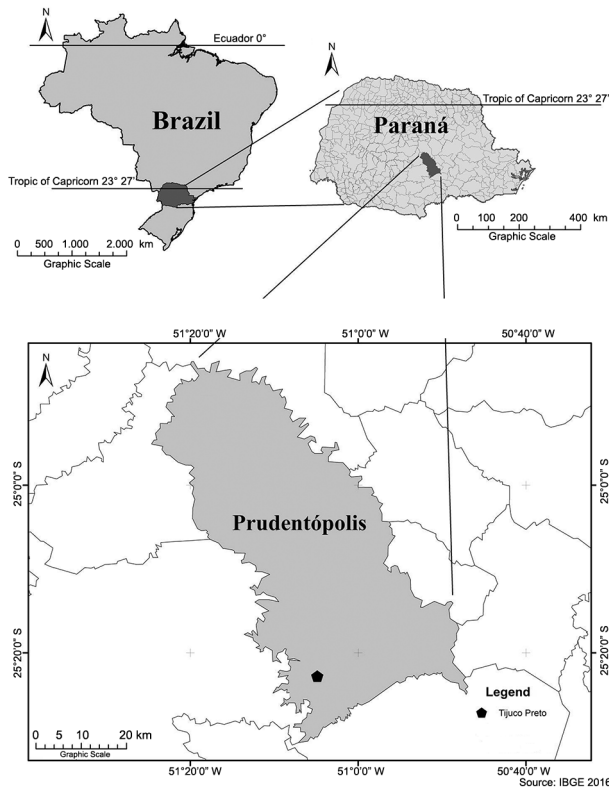 N
Ecuador 0°
Brazil
Tropic of Capricorn 23° 27'
0 500 1.000 2.000 km
Graphic Scale
N
Tropic of Capricorn 23° 27'
Paraná
0 100 200 400 km
Graphic Scale
51°20'0" W 51°0'0" W 50°40'0" W
N
25°0'0" S 25°0'0" S
Prudentópolis
25°20'0" S 25°20'0" S
Legend
Tijuco Preto
0 5 10 20 km
Graphic Scale
51°20'0" W 51°0'0" W 50°40'0" W
Source: IBGE 2016